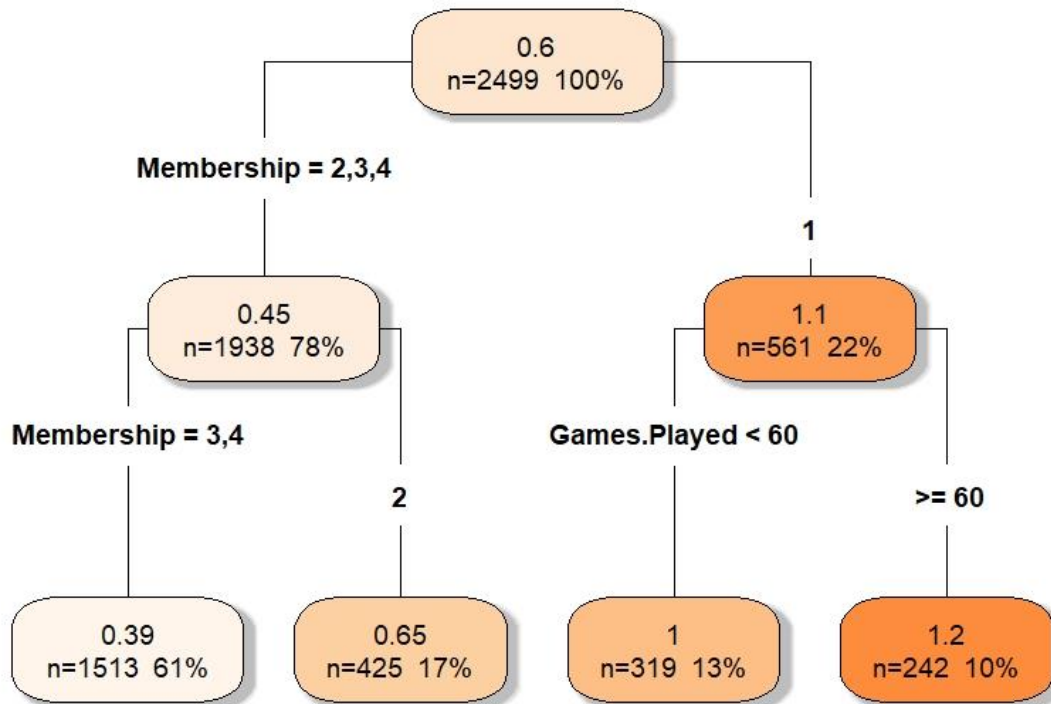 0.6
n=2499 100%
Membership = 2,3,4
1
0.45
n=1938 78%
1.1
n=561 22%
Membership = 3,4
Games.Played < 60
2
>= 60
0.39
n=1513 61%
0.65
n=425 17%
1
n=319 13%
1.2
n=242 10%